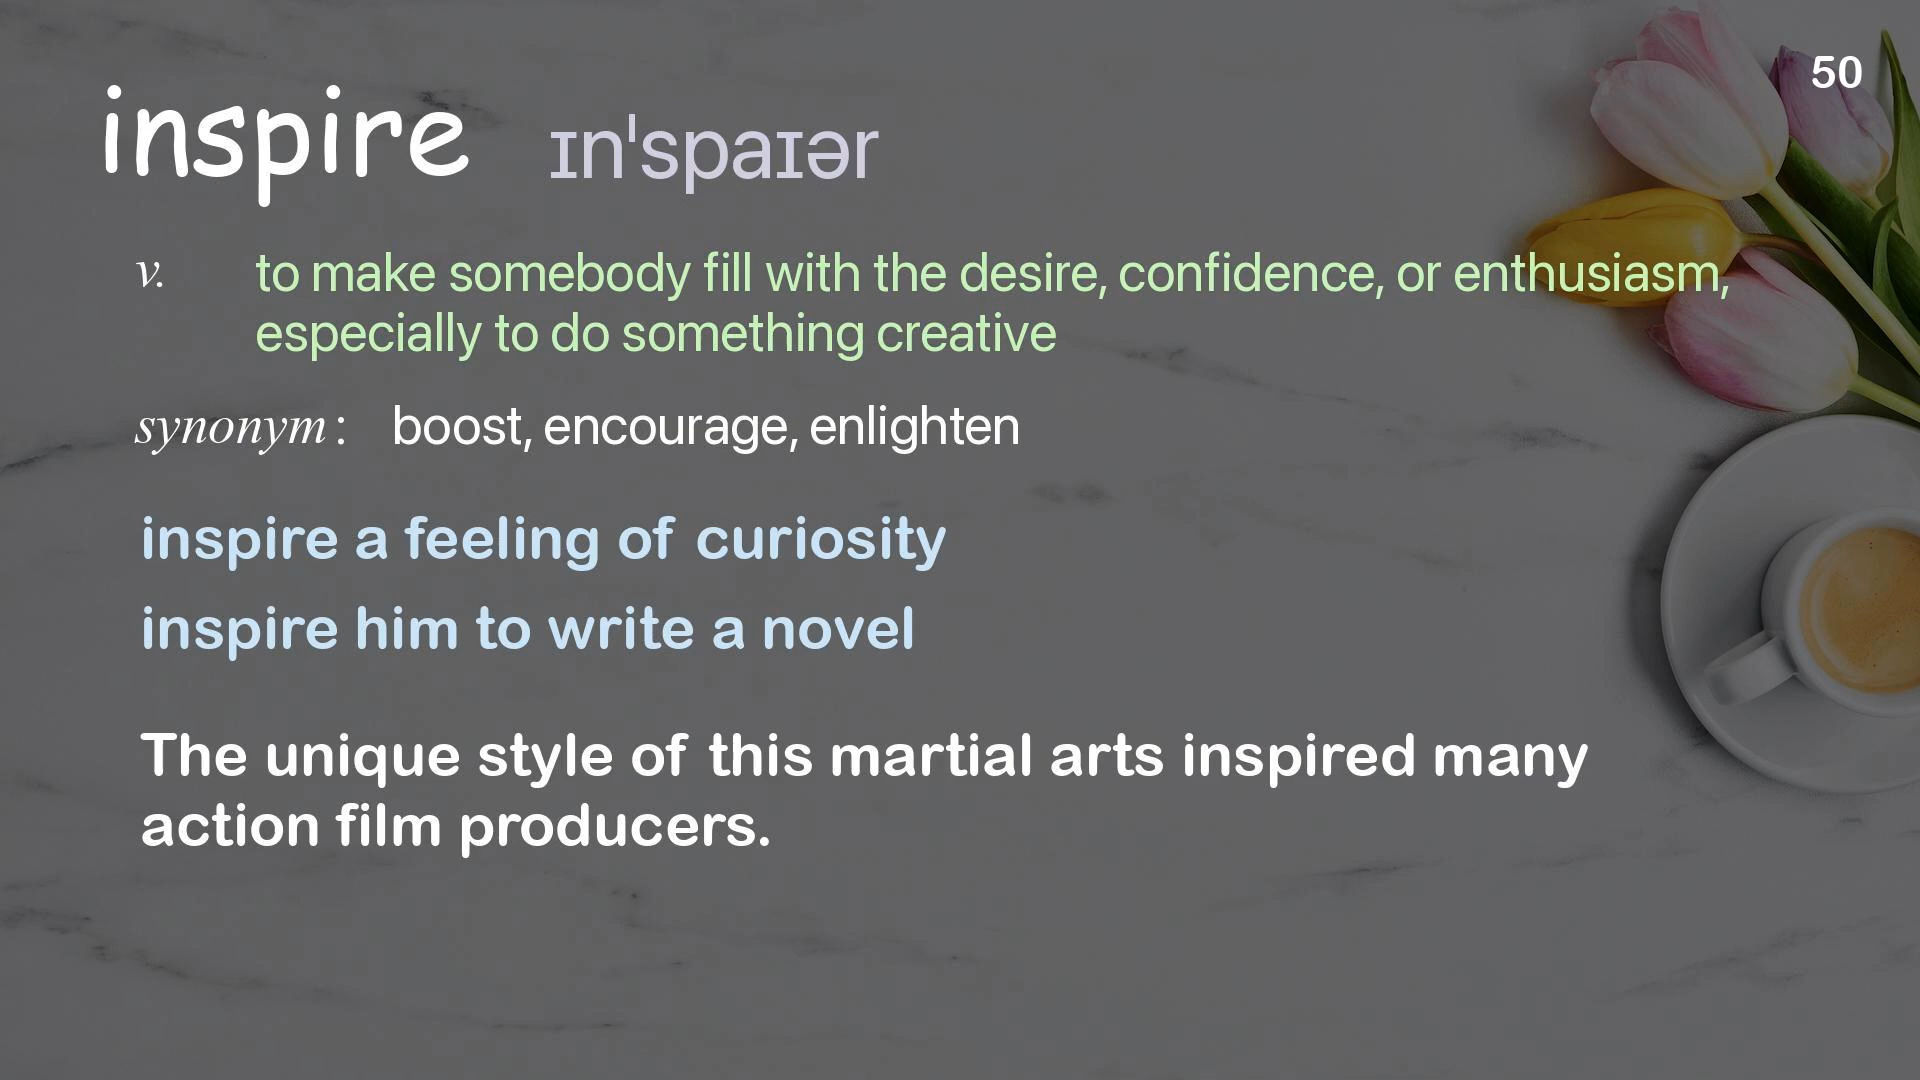 50
inspire ɪnˈspaɪər
v. to make somebody fill with the desire, confidence, or enthusiasm,
especially to do something creative
synonym : boost, encourage, enlighten
inspire a feeling of curiosity
inspire him to write a novel
The unique style of this martial arts inspired many
action film producers.